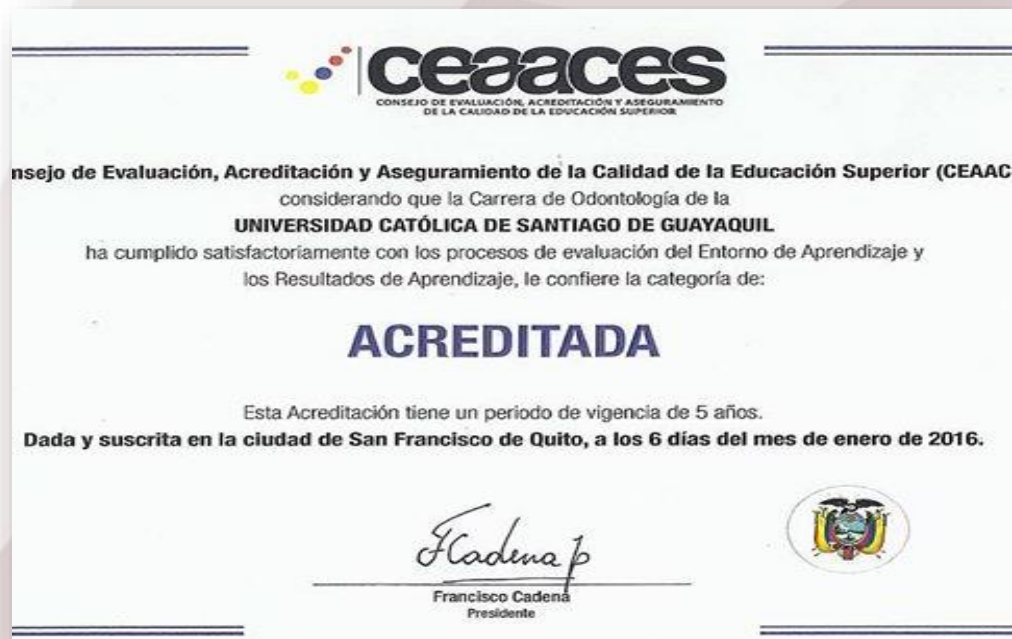 ceaaces
CONSEJO DE EVALUACIÓN, ACREDITACIÓN Y ASEGURAMIENTO
DE LA CALIDAD DE LA EDUCACIÓN SUPERIOR
nsejo de Evaluación, Acreditación y Aseguramiento de la Calidad de la Educación Superior (CEAAC
considerando que la Carrera de Odontología de la
UNIVERSIDAD CATÓLICA DE SANTIAGO DE GUAYAQUIL
ha cumplido satisfactoriamente con los procesos de evaluación del Entorno de Aprendizaje y
los Resultados de Aprendizaje, le confiere la categoría de:
ACREDITADA
Esta Acreditación tiene un periodo de vigencia de 5 años.
Dada y suscrita en la ciudad de San Francisco de Quito, a los 6 días del mes de enero de 2016.
FCadena p
Francisco Cadena
Presidente